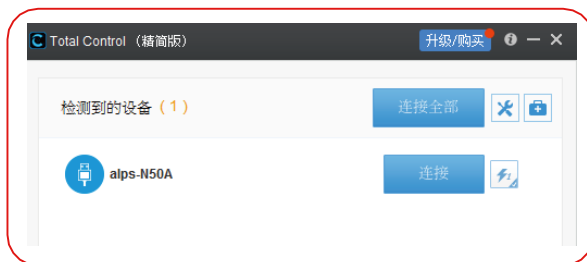 Total Control （精简版）
升级/购买
检测到的设备（1）
连接全部
alps-N50A
连接